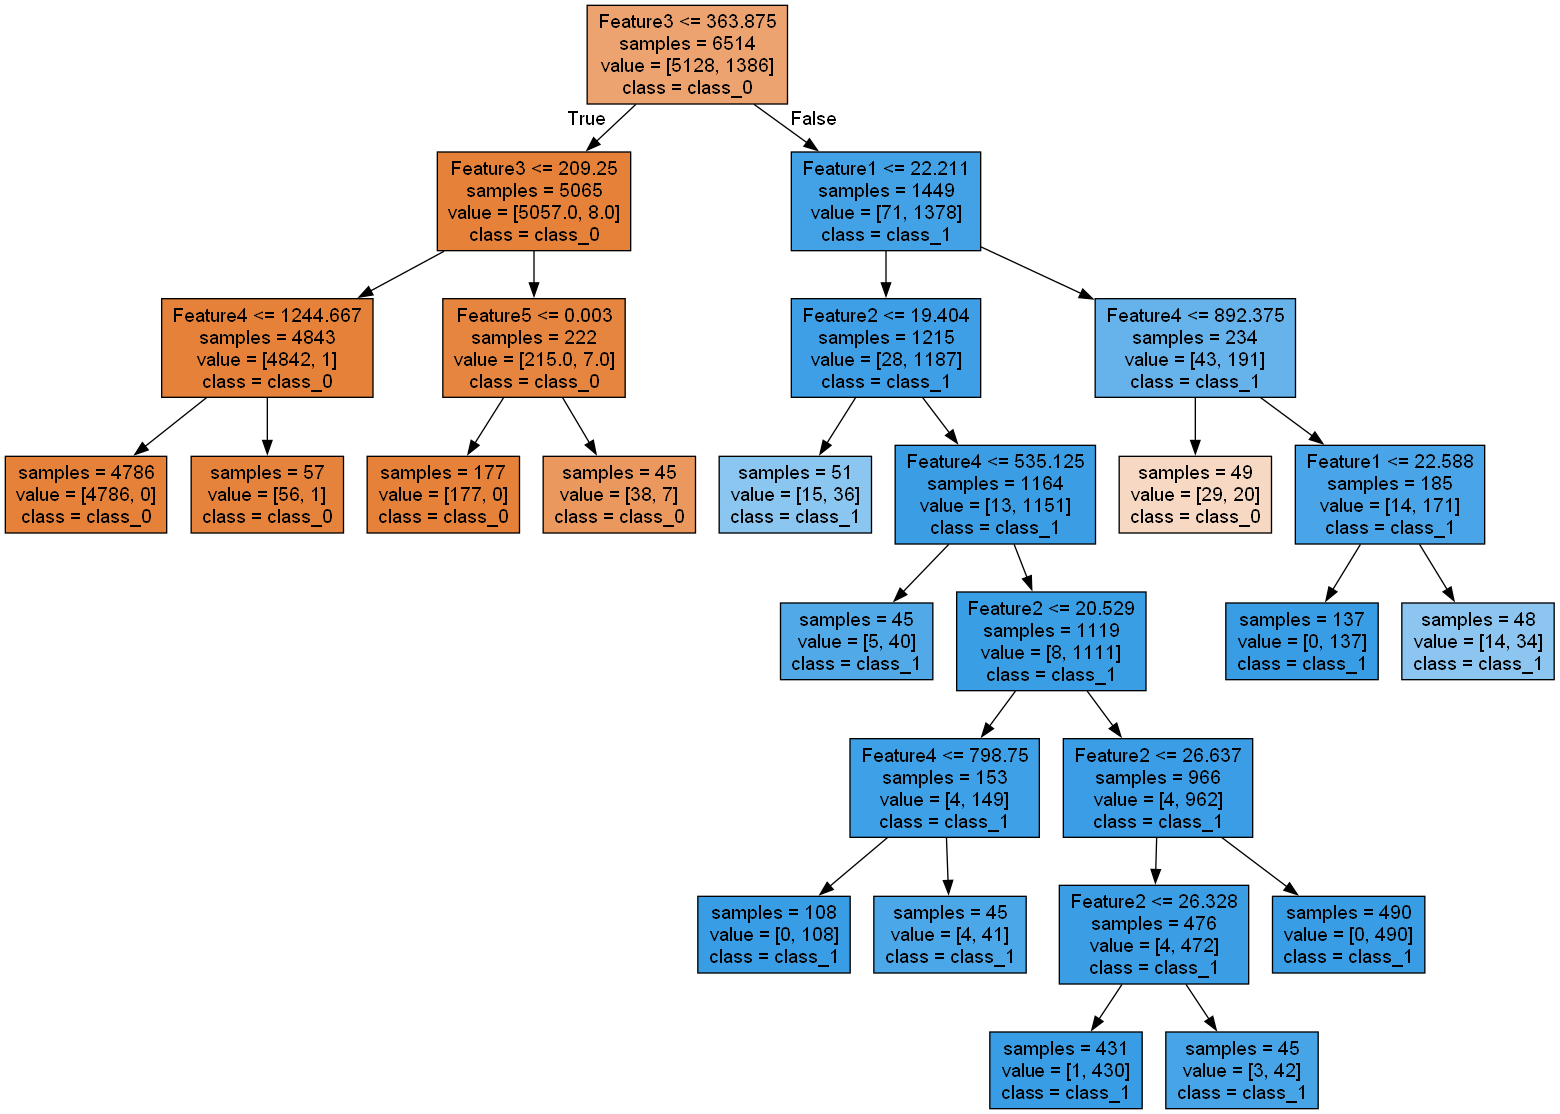 Feature3 <= 363.875
samples = 6514
value = [5128, 1386]
class = class_0
True
False
Feature3 <= 209.25
samples = 5065
value = [5057.0, 8.0]
class = class_0
Feature1 <= 22.211
samples = 1449
value = [71, 1378]
class = class_1
Feature4 <= 1244.667
samples = 4843
value = [4842, 1]
class = class_0
Feature5 <= 0.003
samples = 222
value = [215.0, 7.0]
class = class_0
Feature2 <= 19.404
samples = 1215
value = [28, 1187]
class = class_1
Feature4 <= 892.375
samples = 234
value = [43, 191]
class = class_1
samples = 4786
value = [4786, 0]
class = class_0
samples = 57
value = [56, 1]
class = class_0
samples = 177
value = [177, 0]
class = class_0
samples = 45
value = [38, 7]
class = class_0
samples = 51
value = [15, 36]
class = class_1
Feature4 <= 535.125
samples = 1164
value = [13, 1151]
class = class_1
samples = 49
value = [29, 20]
class = class_0
Feature1 <= 22.588
samples = 185
value = [14, 171]
class = class_1
samples = 45
value = [5, 40]
class = class_1
Feature2 <= 20.529
samples = 1119
value = [8, 1111]
class = class_1
samples = 137
value = [0, 137]
class = class_1
samples = 48
value = [14, 34]
class = class_1
Feature4 <= 798.75
samples = 153
value = [4, 149]
class = class_1
Feature2 <= 26.637
samples = 966
value = [4, 962]
class = class_1
samples = 108
value = [0, 108]
class = class_1
samples = 45
value = [4, 41]
class = class_1
Feature2 <= 26.328
samples = 476
value = [4, 472]
class = class_1
samples = 490
value = [0, 490]
class = class_1
samples = 431
value = [1, 430]
class = class_1
samples = 45
value = [3, 42]
class = class_1